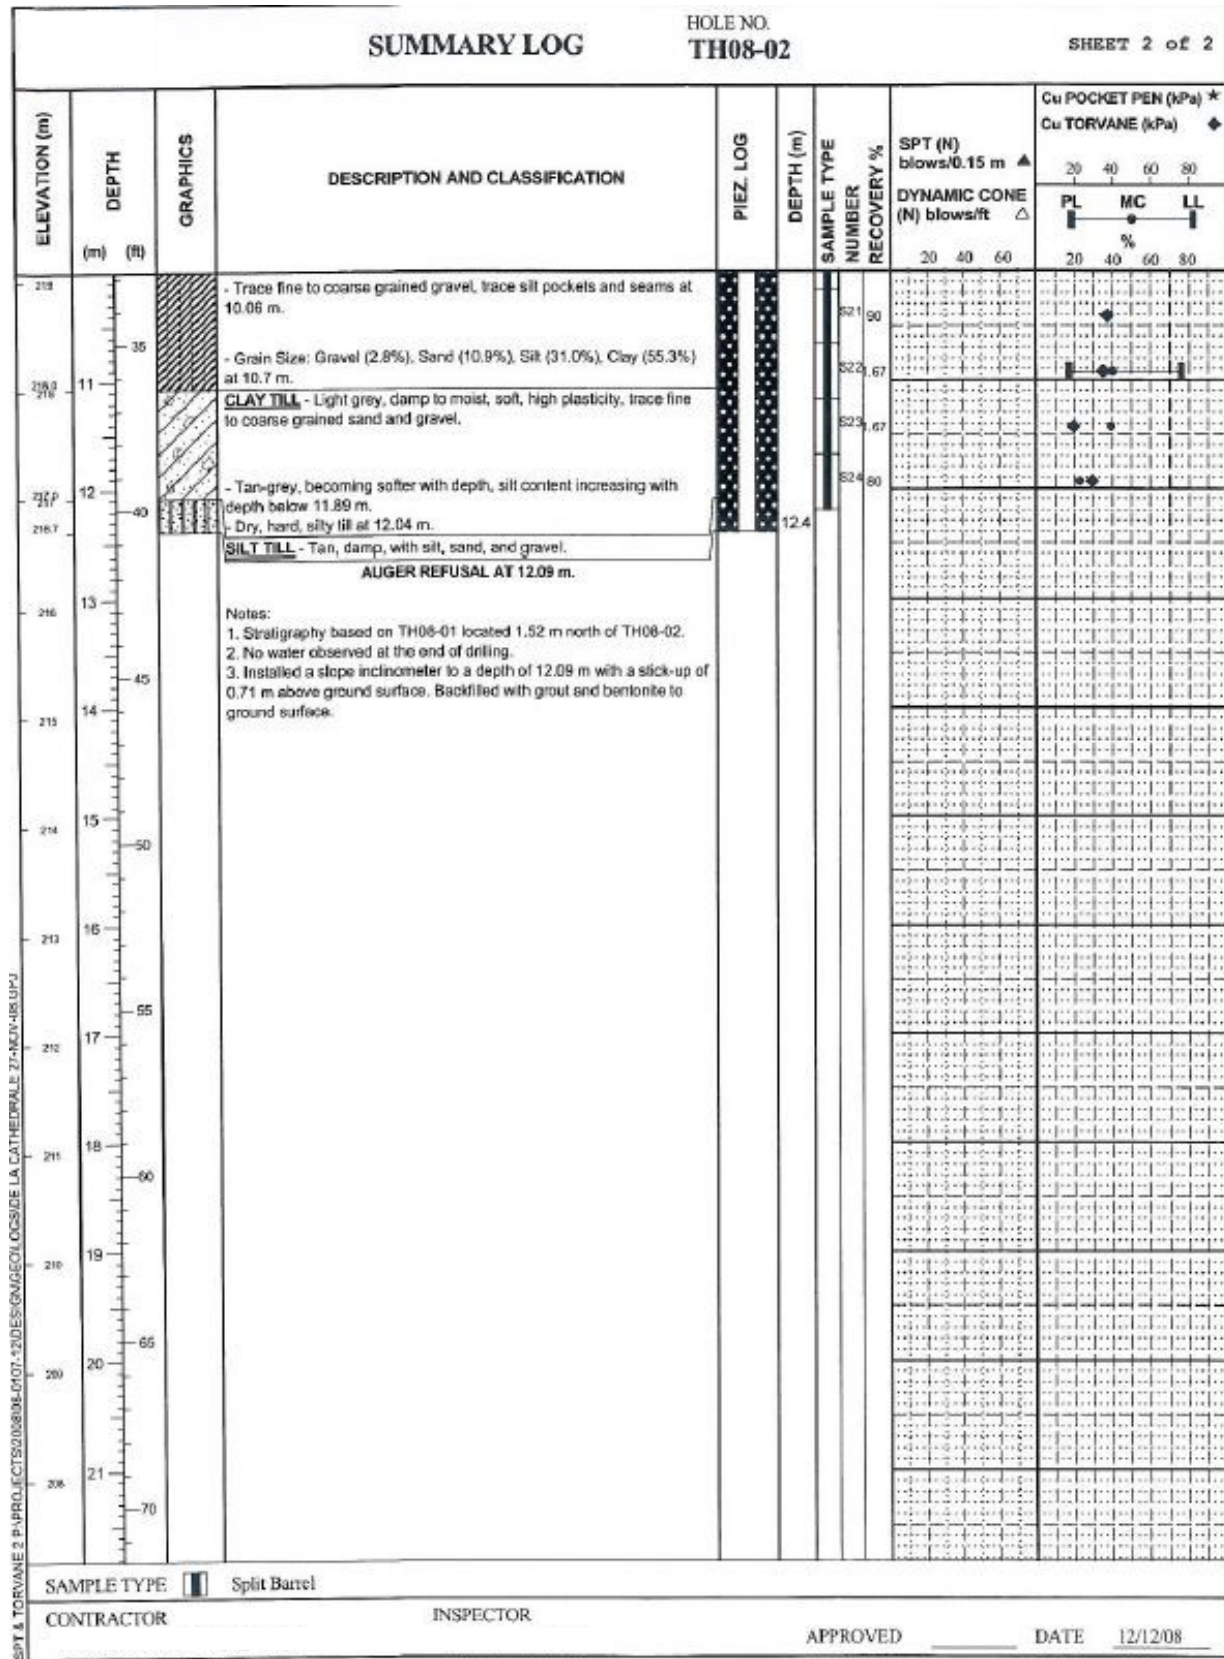 SUMMARY LOG
HOLE NO.
TH08-02
SHEET 2 of 2
ELEVATION (m)
DEPTH
(m) (ft)
GRAPHICS
DESCRIPTION AND CLASSIFICATION
PIEZ. LOG
DEPTH (m)
SAMPLE TYPE
NUMBER
RECOVERY %
SPT (N)
blows/0.15 m ▲
DYNAMIC CONE
(N) blows/ft △
20 40 60
Cu POCKET PEN (kPa) ★
Cu TORVANE (kPa) ◆
20 40 60 80
PL MC LL
%
20 40 60 80
- Trace fine to coarse grained gravel, trace silt pockets and seams at
10.06 m.
S21 90
35
- Grain Size: Gravel (2.8%), Sand (10.9%), Silt (31.0%), Clay (55.3%)
at 10.7 m.
S22 1.67
218.0
218
11
CLAY TILL - Light grey, damp to moist, soft, high plasticity, trace fine
to coarse grained sand and gravel.
S23 1.67
- Tan-grey, becoming softer with depth, silt content increasing with
depth below 11.89 m.
S24 80
217.0
217
12
40
- Dry, hard, silty till at 12.04 m.
216.7
12.4
SILT TILL - Tan, damp, with silt, sand, and gravel.
AUGER REFUSAL AT 12.09 m.
216
13
Notes:
1. Stratigraphy based on TH08-01 located 1.52 m north of TH08-02.
2. No water observed at the end of drilling.
3. Installed a slope inclinometer to a depth of 12.09 m with a stick-up of
0.71 m above ground surface. Backfilled with grout and bentonite to
ground surface.
45
14
215
15
214
50
16
213
55
17
212
18
211
60
19
210
65
20
21
70
SAMPLE TYPE Split Barrel
CONTRACTOR
INSPECTOR
APPROVED
DATE 12/12/08